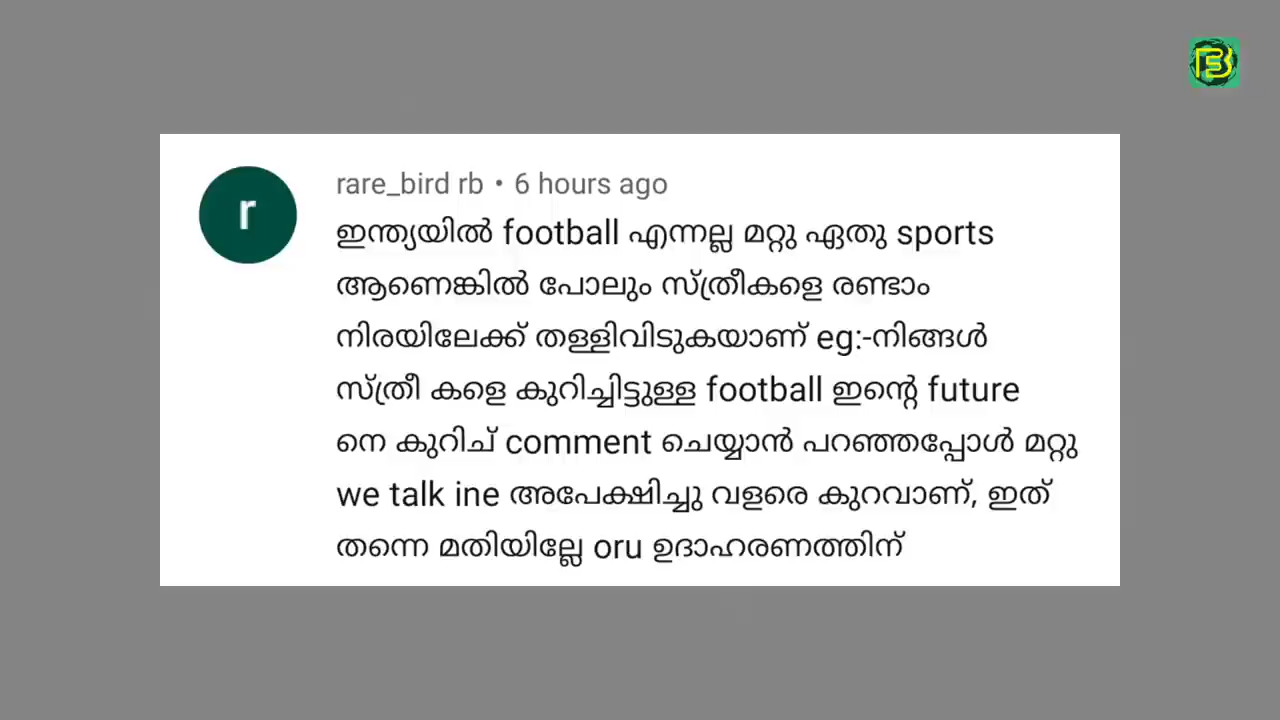 rare_bird rb • 6 hours ago
ഇന്ത്യയിൽ football എന്നല്ല മറ്റു ഏതു sports
ആണെങ്കിൽ പോലും സ്ത്രീകളെ രണ്ടാം
നിരയിലേക്ക് തള്ളിവിടുകയാണ് eg:-നിങ്ങൾ
സ്ത്രീ കളെ കുറിച്ചിട്ടുള്ള football ഇന്റെ future
നെ കുറിച് comment ചെയ്യാൻ പറഞ്ഞപ്പോൾ മറ്റു
we talk ine അപേക്ഷിച്ചു വളരെ കുറവാണ്, ഇത്
തന്നെ മതിയില്ലേ oru ഉദാഹരണത്തിന്